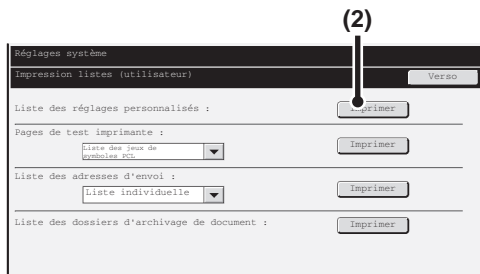 (2)
Réglages système
Impression listes (utilisateur)
Verso
Liste des réglages personnalisés :
Imprimer
Pages de test imprimante :
Liste des jeux de
symboles PCL
Imprimer
Liste des adresses d'envoi :
Liste individuelle
Imprimer
Liste des dossiers d'archivage de document :
Imprimer